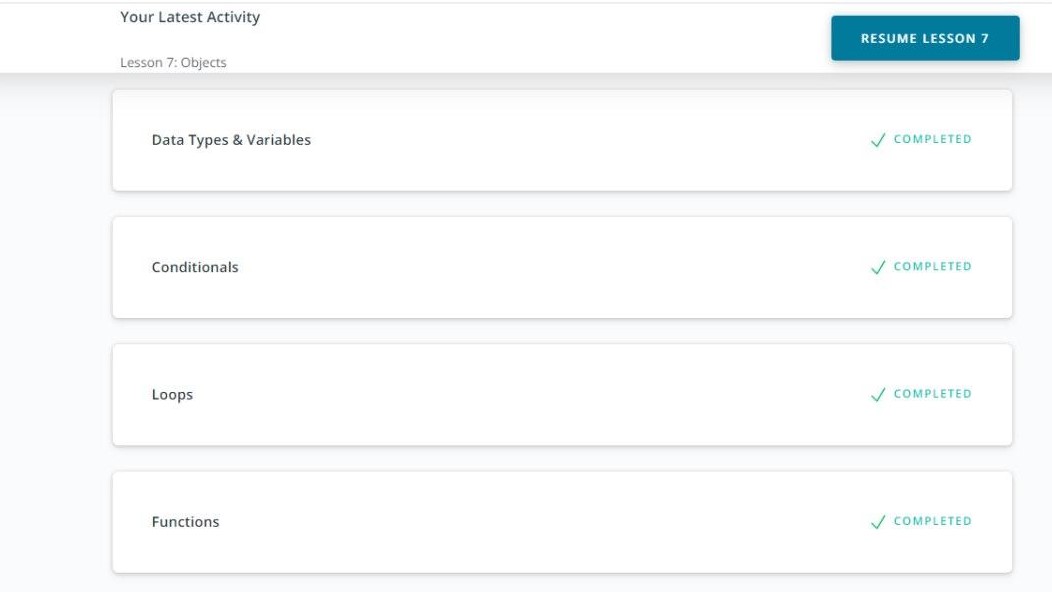 Your Latest Activity
RESUME LESSON 7
Lesson 7: Objects
Data Types & Variables
COMPLETED
Conditionals
COMPLETED
Loops
COMPLETED
Functions
COMPLETED